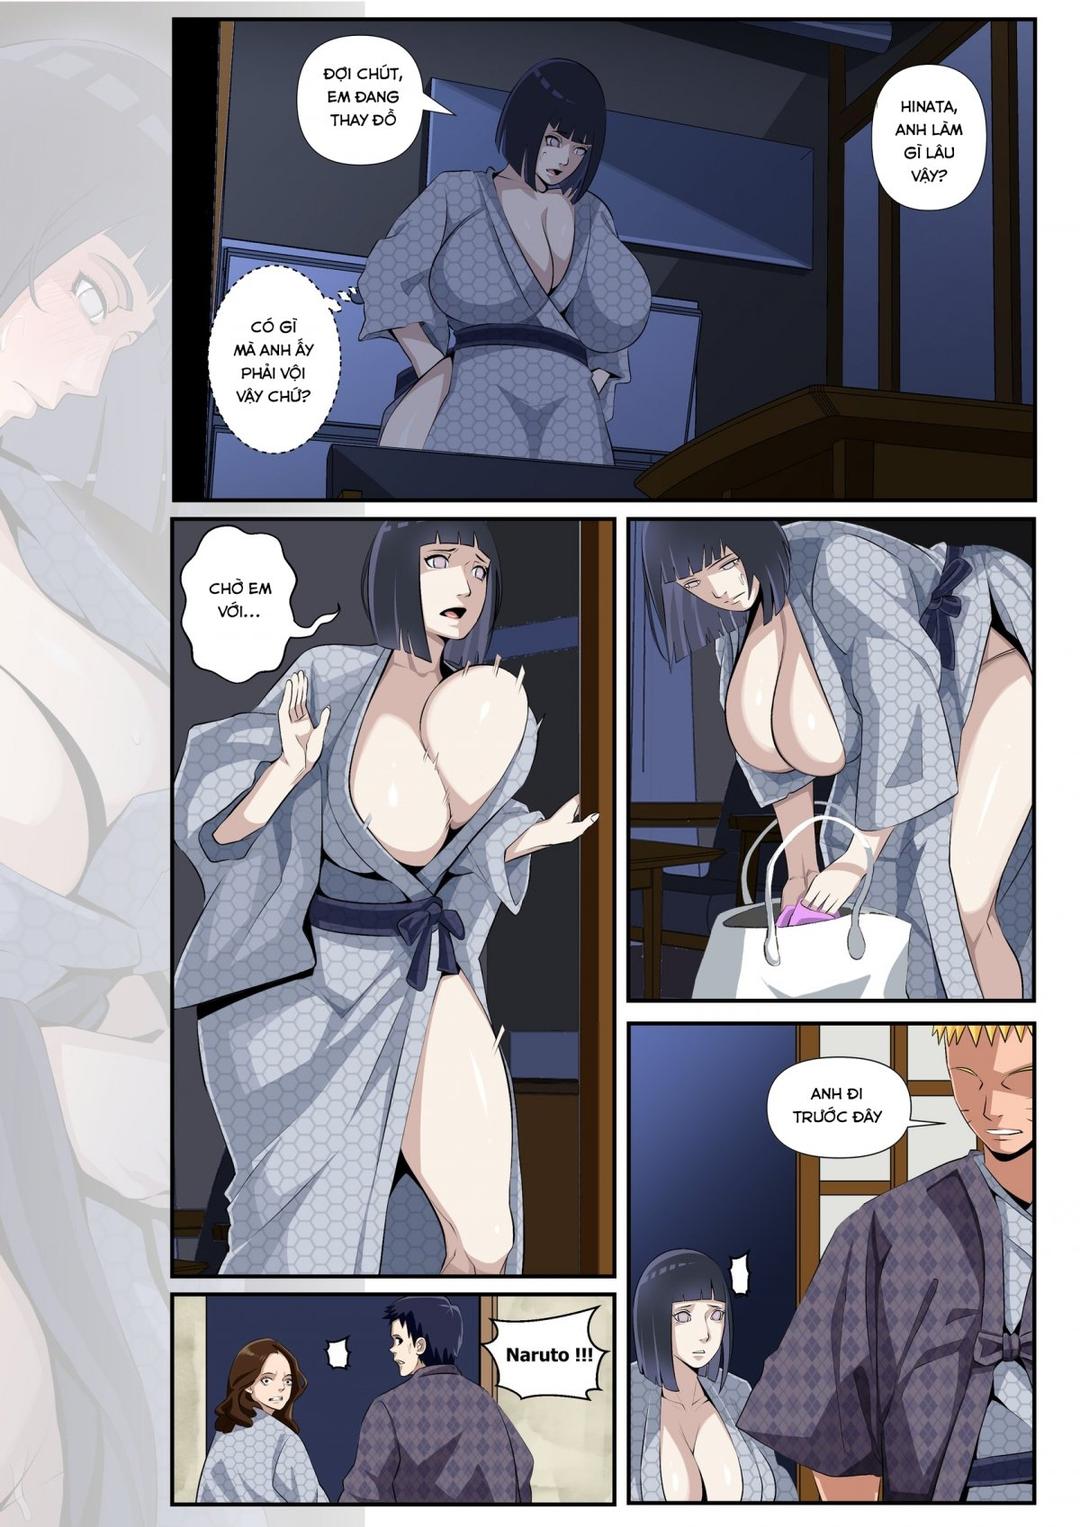 ĐỢI CHÚT,
EM ĐANG
THAY ĐỒ
HINATA,
ANH LÀM
GÌ LÂU
VẬY?
CÓ GÌ
MÀ ANH ẤY
PHẢI VỘI
VẬY CHỨ?
CHỜ EM
VỚI...
ANH ĐI
TRƯỚC ĐÂY
Naruto !!!